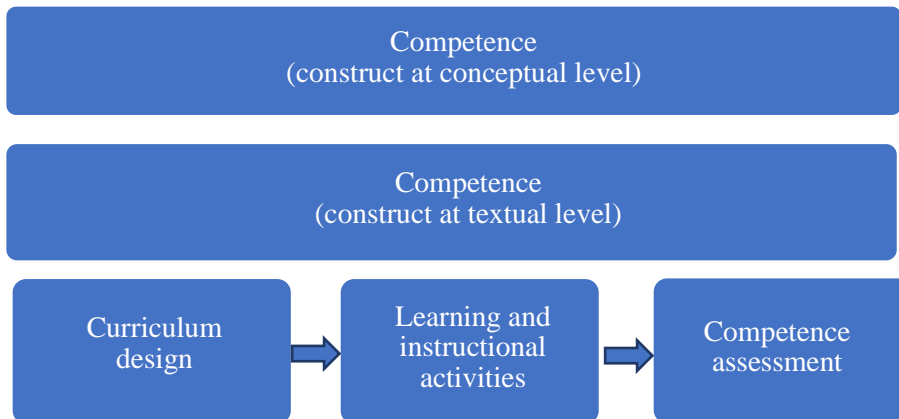 Competence
(construct at conceptual level)
Competence
(construct at textual level)
Curriculum
design
Learning and
instructional
activities
Competence
assessment